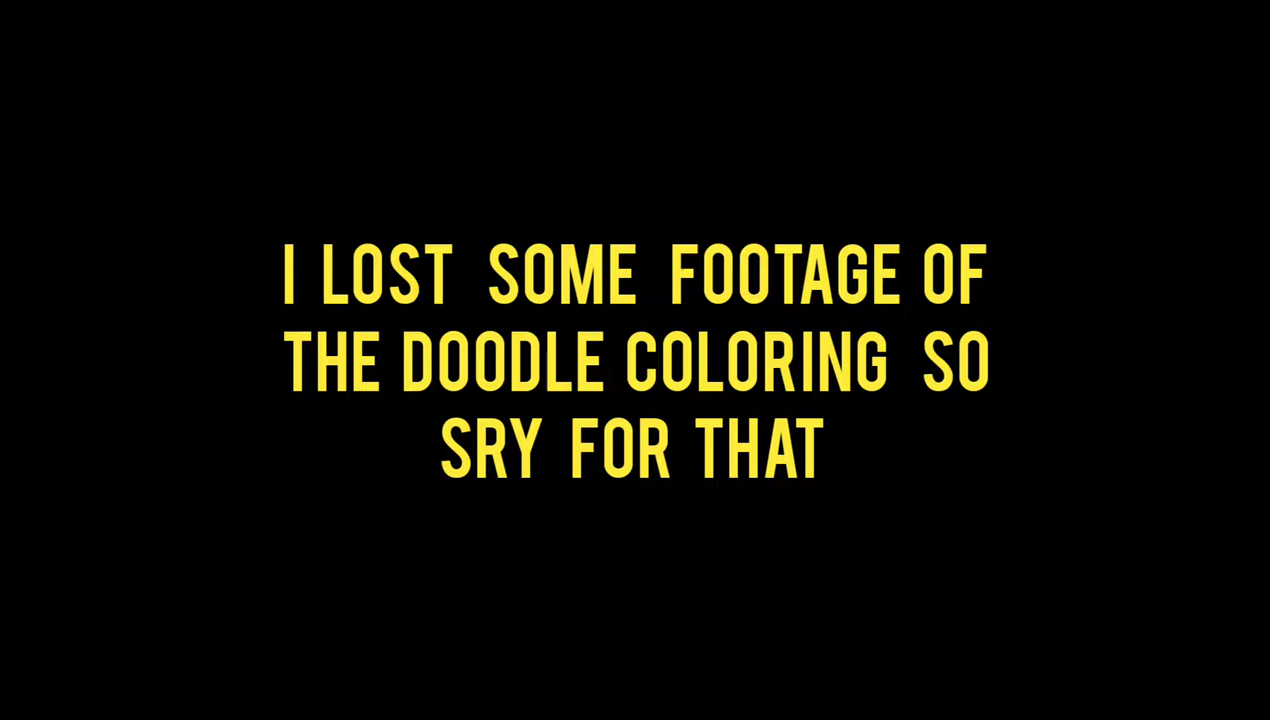 I LOST SOME FOOTAGE OF
THE DOODLE COLORING SO
SRY FOR THAT